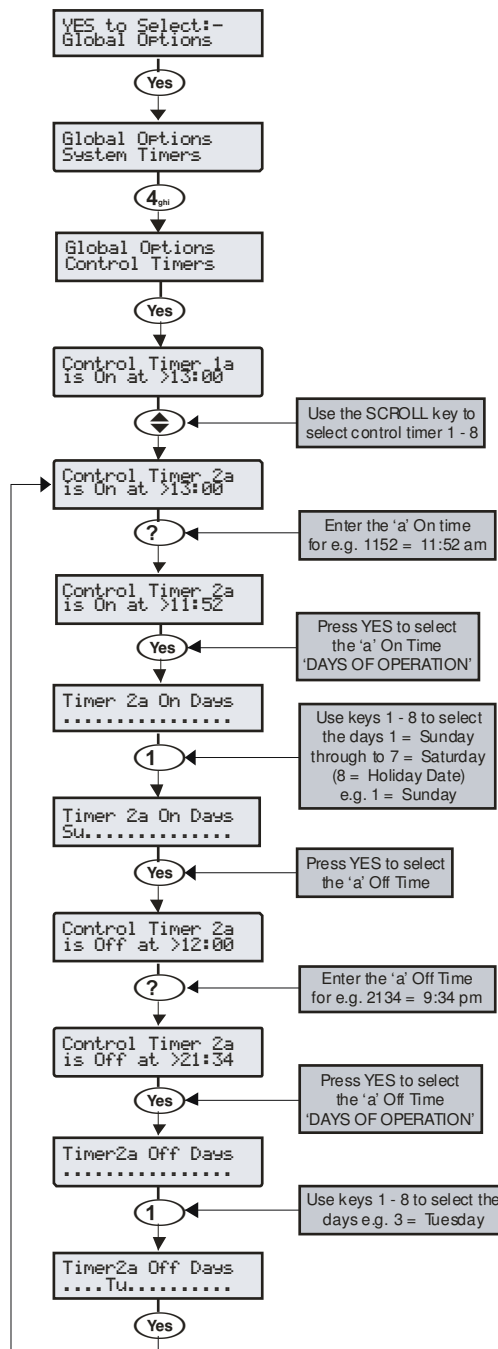 YES to Select:-
Global Options
Yes
Global Options
System Timers
4ghi
Global Options
Control Timers
Yes
Control Timer 1a
is On at >13:00
Use the SCROLL key to
select control timer 1 - 8
Control Timer 2a
is On at >13:00
?
Enter the ‘a’ On time
for e.g. 1152 = 11:52 am
Control Timer 2a
is On at >11:52
Yes
Press YES to select
the ‘a’ On Time
‘DAYS OF OPERATION’
Timer 2a On Days
...............
1
Use keys 1 - 8 to select
the days 1 = Sunday
through to 7 = Saturday
(8 = Holiday Date)
e.g. 1 = Sunday
Timer 2a On Days
Su..............
Yes
Press YES to select
the ‘a’ Off Time
Control Timer 2a
is Off at >12:00
?
Enter the ‘a’ Off Time
for e.g. 2134 = 9:34 pm
Control Timer 2a
is Off at >21:34
Yes
Press YES to select
the ‘a’ Off Time
‘DAYS OF OPERATION’
Timer2a Off Days
................
1
Use keys 1 - 8 to select the
days e.g. 3 = Tuesday
Timer2a Off Days
....Tu..........
Yes